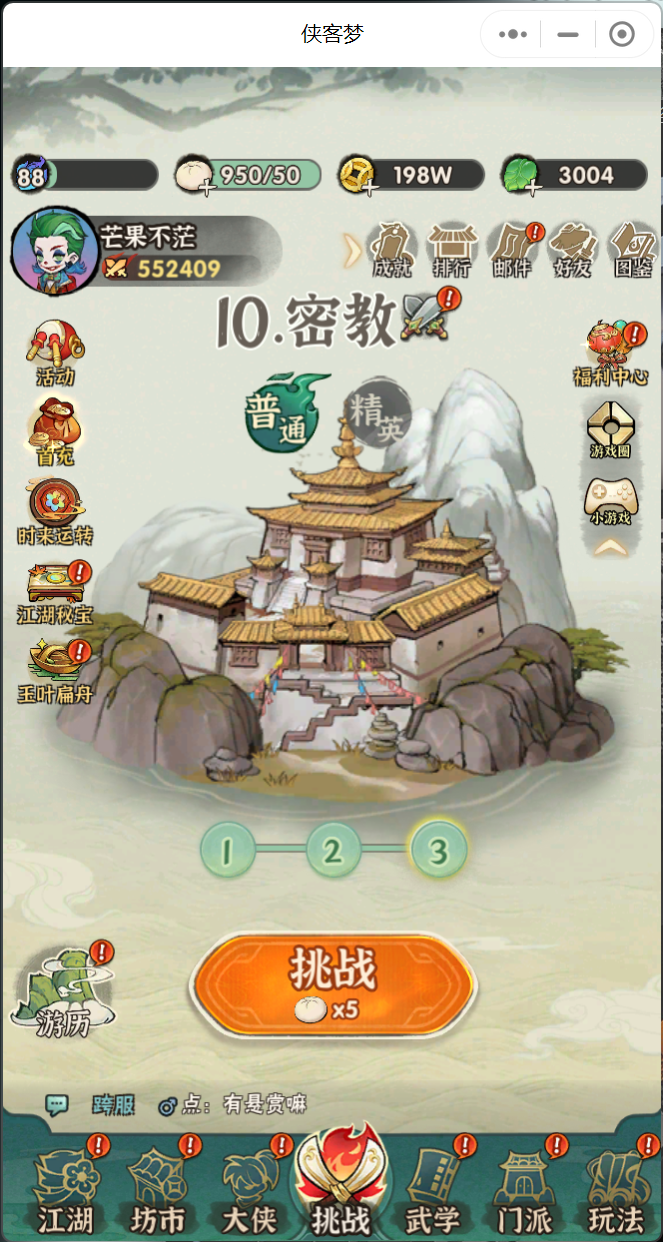 侠客梦
88
950/50
198W
3004
芒果不茫
552409
成就
排行
邮件
好友
图鉴
10.密教
活动
福利中心
普通
精英
首充
游戏圈
时来运转
小游戏
江湖秘宝
玉叶扁舟
1
2
3
挑战
x5
游历
跨服
点：有悬赏嘛
江湖
坊市
大侠
挑战
武学
门派
玩法